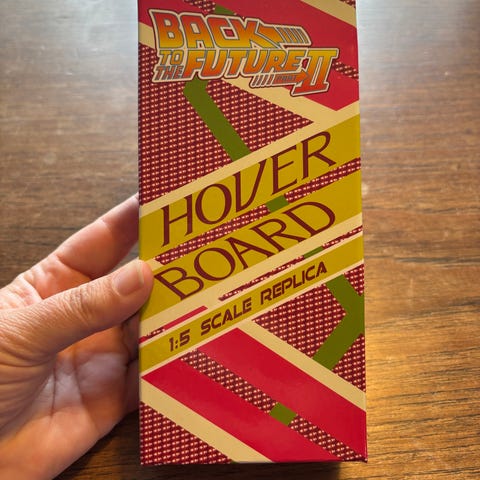 BACK
TO THE FUTURE II
HOVER
BOARD
1:5 SCALE REPLICA